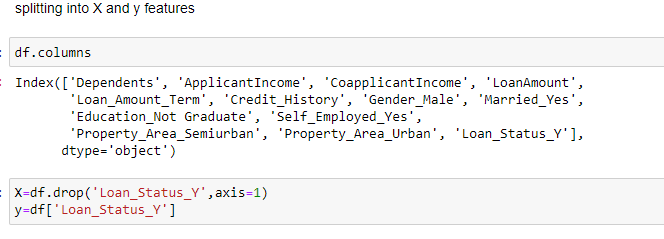 splitting into X and y features
df.columns
Index(['Dependents', 'ApplicantIncome', 'CoapplicantIncome', 'LoanAmount',
'Loan_Amount_Term', 'Credit_History', 'Gender_Male', 'Married_Yes',
'Education_Not Graduate', 'Self_Employed_Yes',
'Property_Area_Semiurban', 'Property_Area_Urban', 'Loan_Status_Y'],
dtype='object')
X=df.drop('Loan_Status_Y',axis=1)
y=df['Loan_Status_Y']